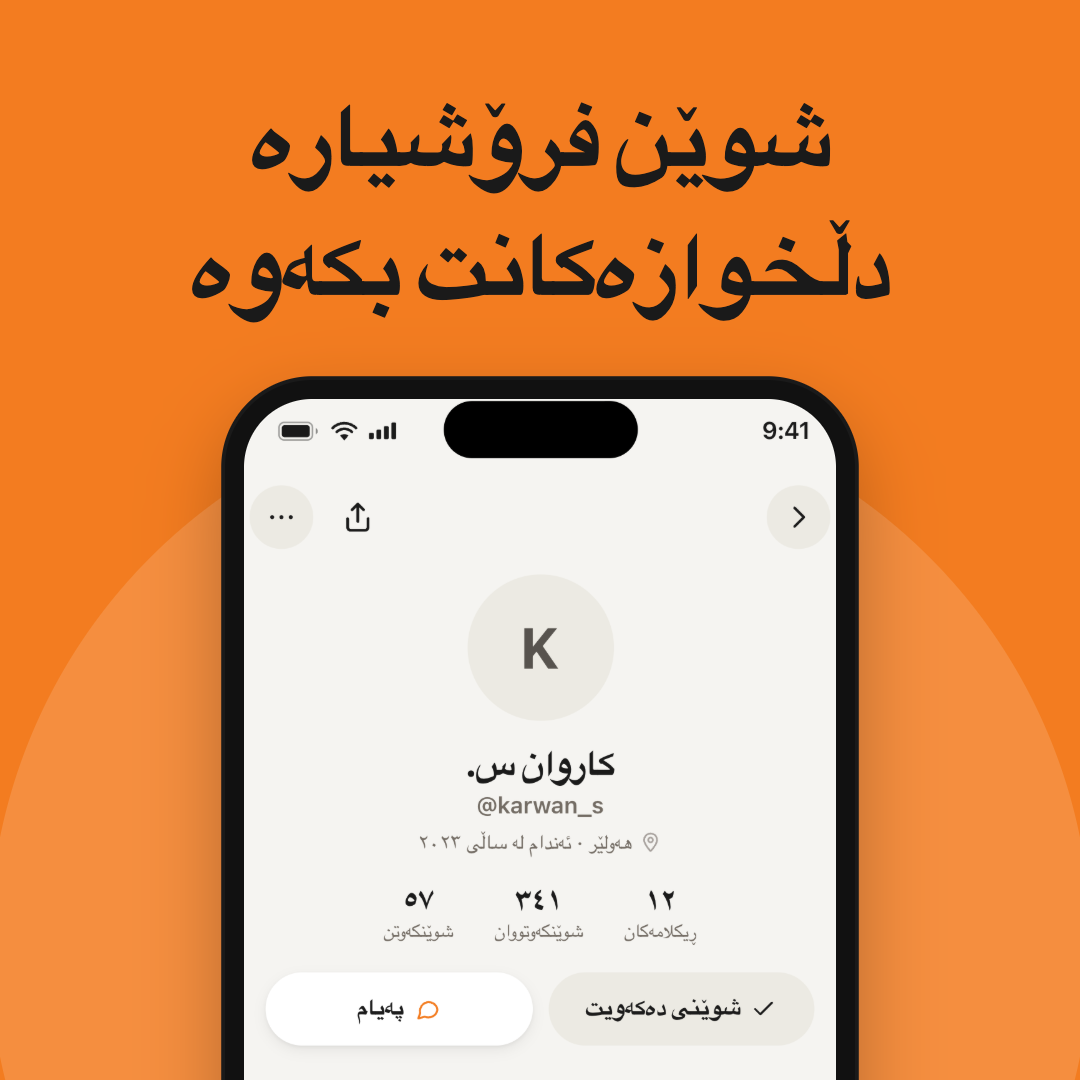 شوێن فرۆشیارە
دڵخوازەکانت بکەوە
9:41
K
کاروان س.
@karwan_s
هەولێر · ئەندام لە ساڵی ٢٠٢٣
١٢ ٣٤١ ٥٧
ڕیکلامەکان شوێنکەوتووان شوێنکەوتن
شوێنی دەکەویت پەیام